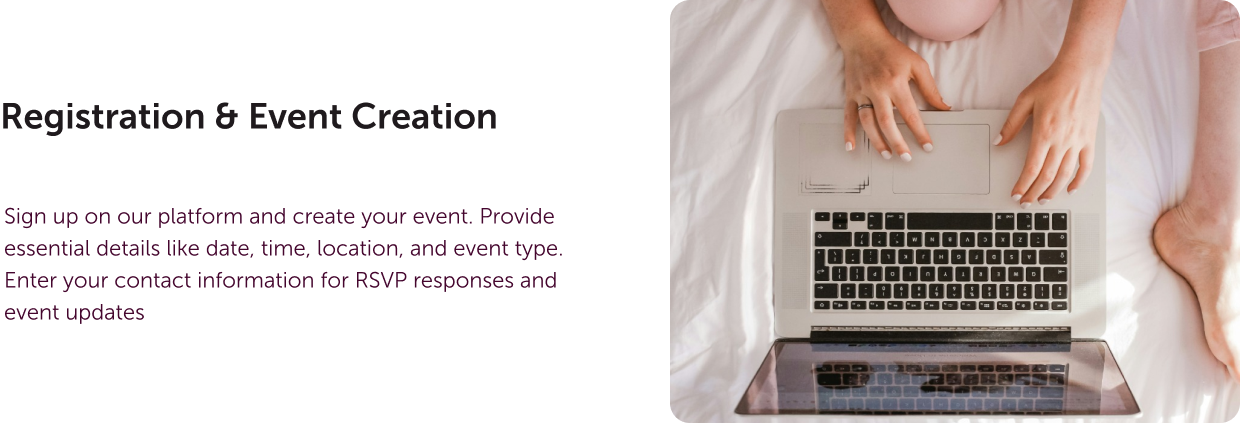 Registration & Event Creation
Sign up on our platform and create your event. Provide
essential details like date, time, location, and event type.
Enter your contact information for RSVP responses and
event updates